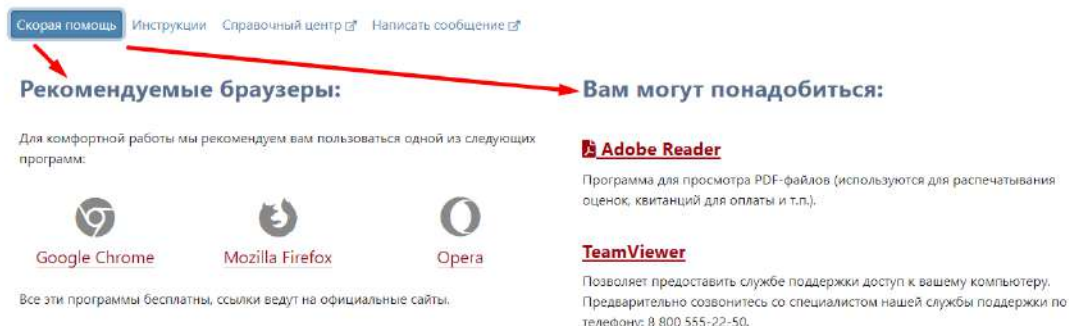 Скорая помощь Инструкции Справочный центр Написать сообщение
Рекомендуемые браузеры:
Для комфортной работы мы рекомендуем вам пользоваться одной из следующих
программ:
Google Chrome Mozilla Firefox Opera
Все эти программы бесплатны, ссылки ведут на официальные сайты.
Вам могут понадобиться:
Adobe Reader
Программа для просмотра PDF-файлов (используются для распечатывания
оценок, квитанций для оплаты и т.п.).
TeamViewer
Позволяет предоставить службе поддержки доступ к вашему компьютеру.
Предварительно созвонитесь со специалистом нашей службы поддержки по
телефону: 8 800 555-22-50.